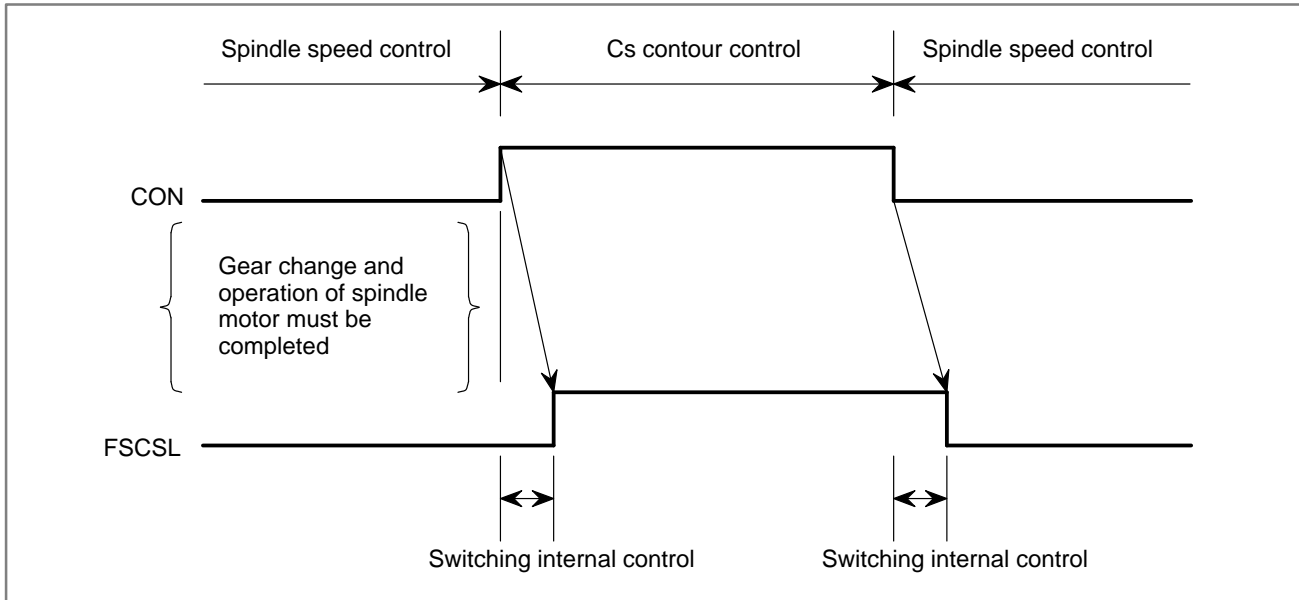 Spindle speed control
Cs contour control
Spindle speed control
CON
Gear change and
operation of spindle
motor must be
completed
FSCSL
Switching internal control
Switching internal control